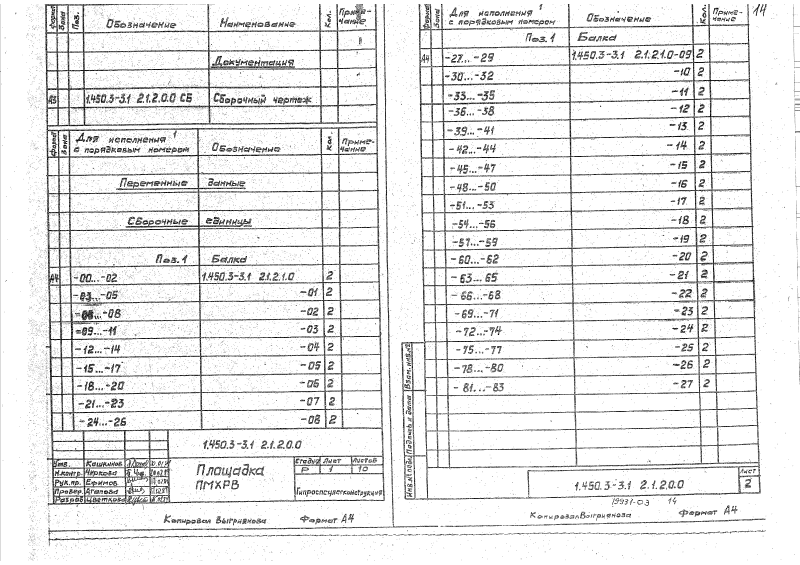 формат Зона Поз. Обозначение Наименование Кол. Примечание
Документация
А3 1.450.3-3.1 2.1.2.0.0 СБ Сборочный чертеж
формат Зона Для исполнения 1 с порядковым номером Обозначение Кол. Примечание
Переменные данные
Сборочные единицы
Поз.1 Балка
А4 -00...-02 1.450.3-3.1 2.1.2.1.0 2
-03...-05 -01 2
-06...-08 -02 2
-09...-11 -03 2
-12...-14 -04 2
-15...-17 -05 2
-18...-20 -06 2
-21...-23 -07 2
-24...-26 -08 2
1.450.3-3.1 2.1.2.0.0
Кашкинов
Н.контр. Чиркова
Рук.пр. Ефимов
Провер. Агапова
Разраб. Цветкова
Площадка
ПМХРВ
Стадия Лист Листов
Р 1 10
Гипроспецлегконструкция
Копировал Выгриянова Формат А4
14
формат Зона Для исполнения 1 с порядковым номером Обозначение Кол. Примечание
Поз.1 Балка
А4 -27...-29 1.450.3-3.1 2.1.2.1.0-09 2
-30...-32 -10 2
-33...-35 -11 2
-36...-38 -12 2
-39...-41 -13 2
-42...-44 -14 2
-45...-47 -15 2
-48...-50 -16 2
-51...-53 -17 2
-54...-56 -18 2
-57...-59 -19 2
-60...-62 -20 2
-63...65 -21 2
-66...-68 -22 2
-69...-71 -23 2
-72...-74 -24 2
-75...-77 -25 2
-78...-80 -26 2
-81...-83 -27 2
Инв.№ подл. Подпись и дата Взам. инв.№
1.450.3-3.1 2.1.2.0.0
Лист
2
19931-03 14
Копировал Выгриянова Формат А4